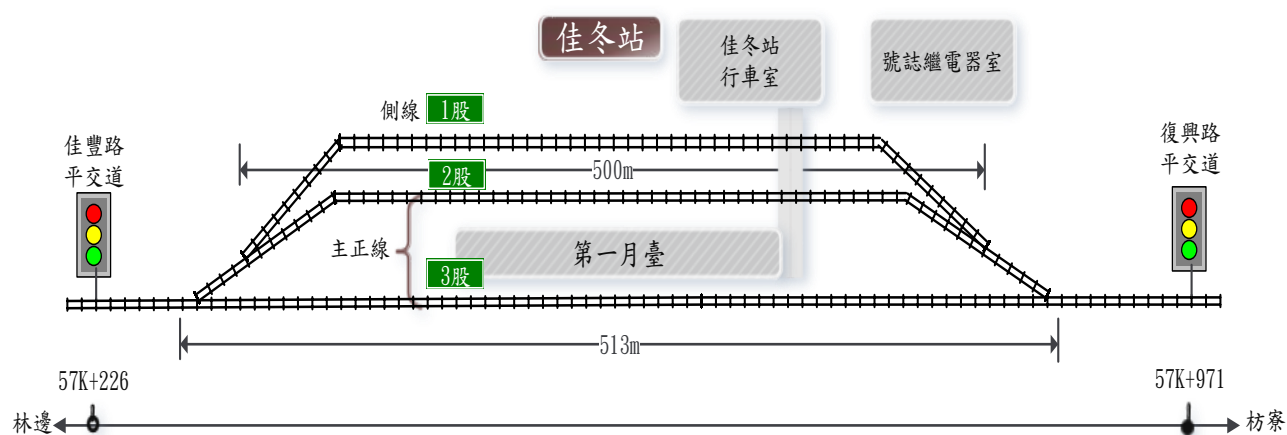 佳冬站
佳冬站
行車室
號誌繼電器室
側線
1股
佳豐路
平交道
復興路
平交道
500m
2股
主正線
第一月臺
3股
513m
57K+226
57K+971
林邊
枋寮